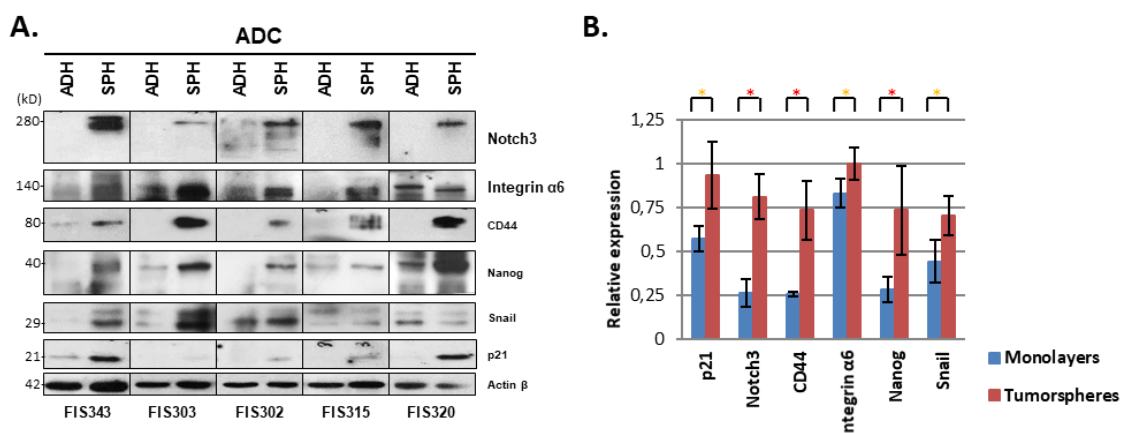 A.
ADC
ADH SPH ADH SPH ADH SPH ADH SPH ADH SPH
(kD)
280
Notch3
140
Integrin α6
80
CD44
40
Nanog
29
Snail
21
p21
42
Actin β
FIS343 FIS303 FIS302 FIS315 FIS320
B.
* * * * * *
1,25
1
0,75
0,5
0,25
0
Relative expression
p21
Notch3
CD44
ntegrin α6
Nanog
Snail
Monolayers
Tumorspheres